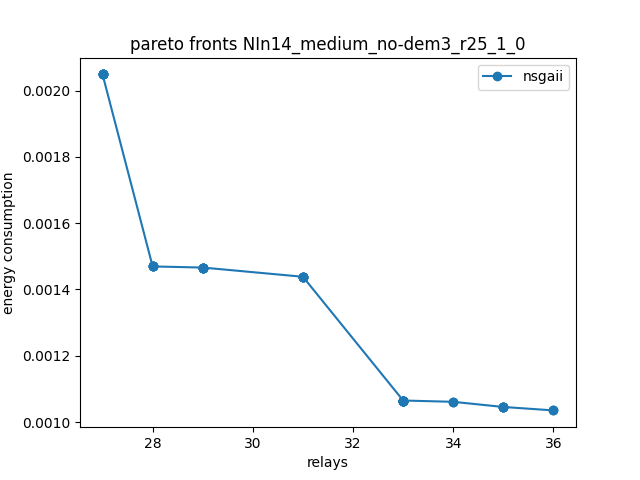 pareto fronts NIn14_medium_no-dem3_r25_1_0
nsgaii
energy consumption
0.0020
0.0018
0.0016
0.0014
0.0012
0.0010
28 30 32 34 36
relays